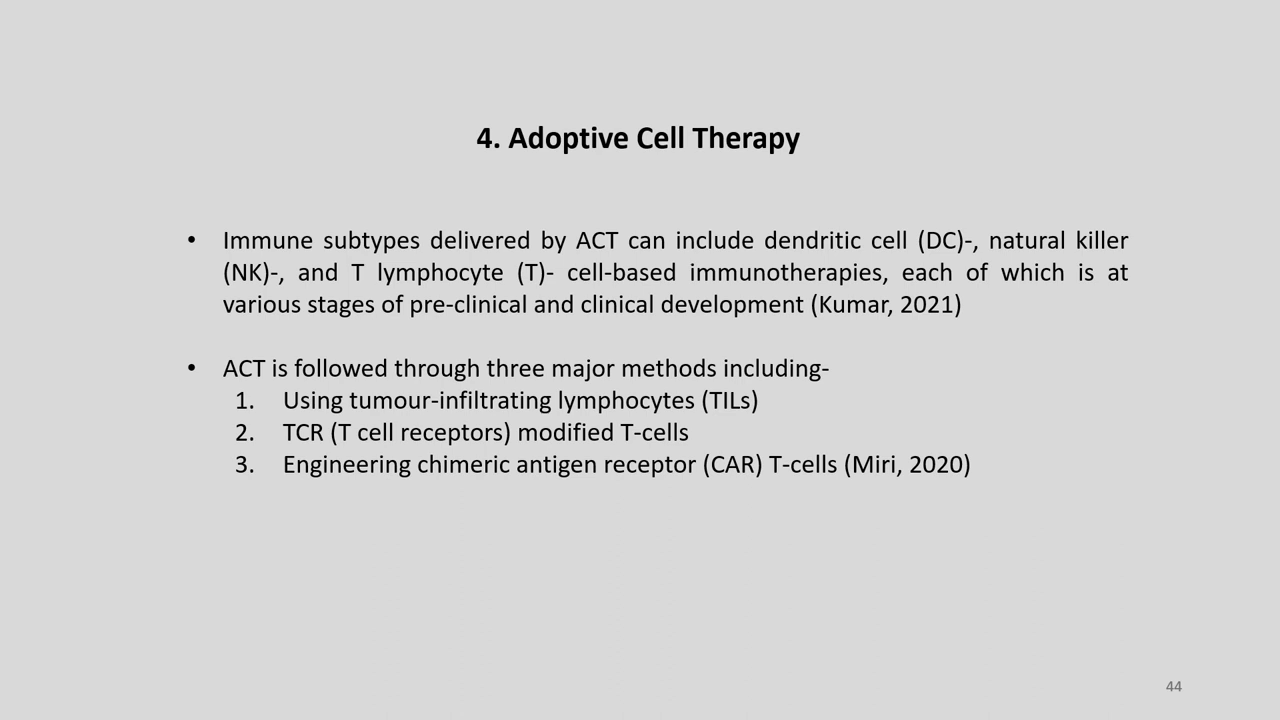 4. Adoptive Cell Therapy
• Immune subtypes delivered by ACT can include dendritic cell (DC)-, natural killer
(NK)-, and T lymphocyte (T)- cell-based immunotherapies, each of which is at
various stages of pre-clinical and clinical development (Kumar, 2021)
• ACT is followed through three major methods including-
1. Using tumour-infiltrating lymphocytes (TILs)
2. TCR (T cell receptors) modified T-cells
3. Engineering chimeric antigen receptor (CAR) T-cells (Miri, 2020)
44